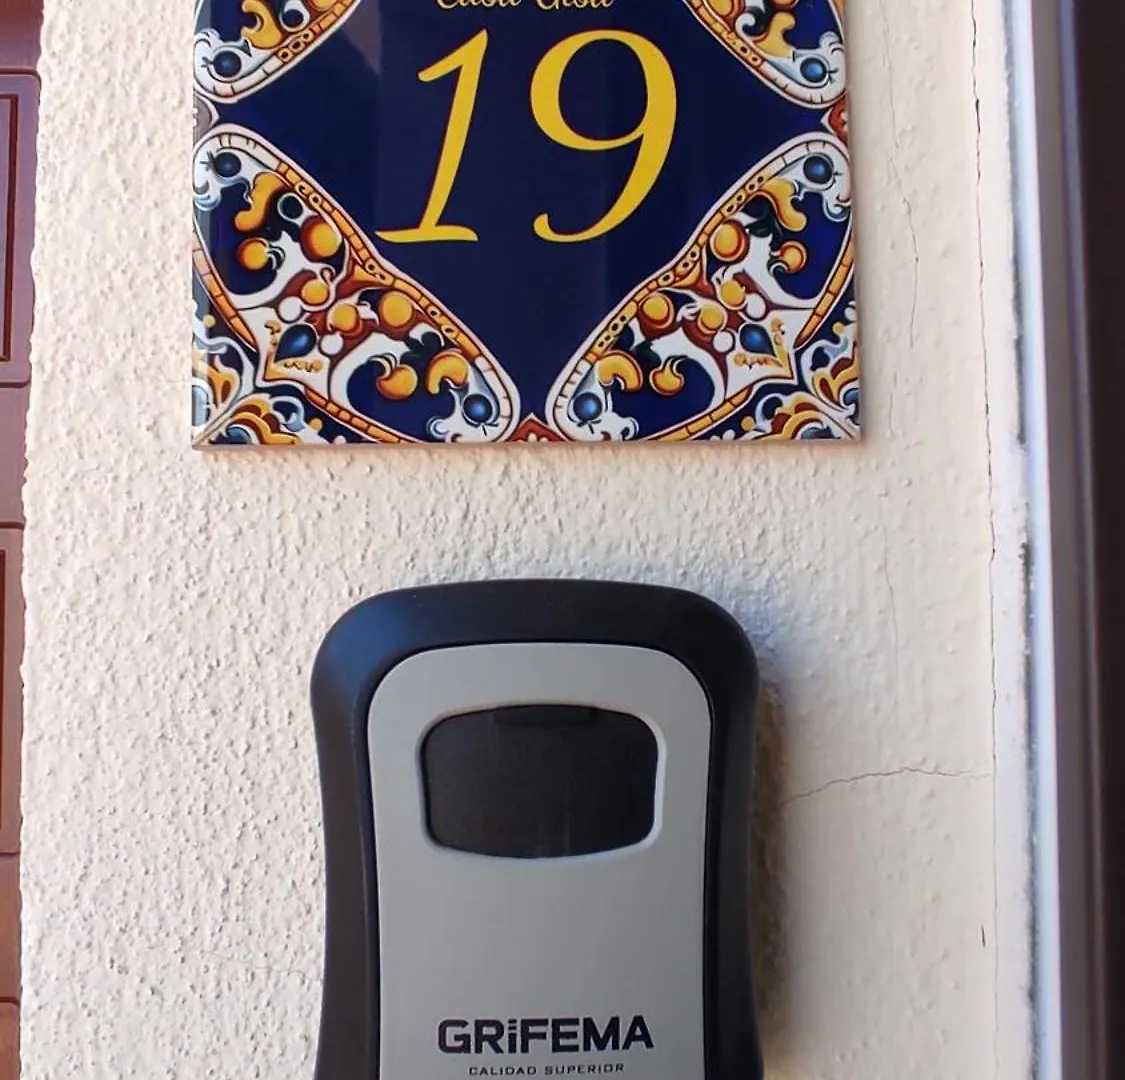 19
GRiFEMA
CALIDAD SUPERIOR